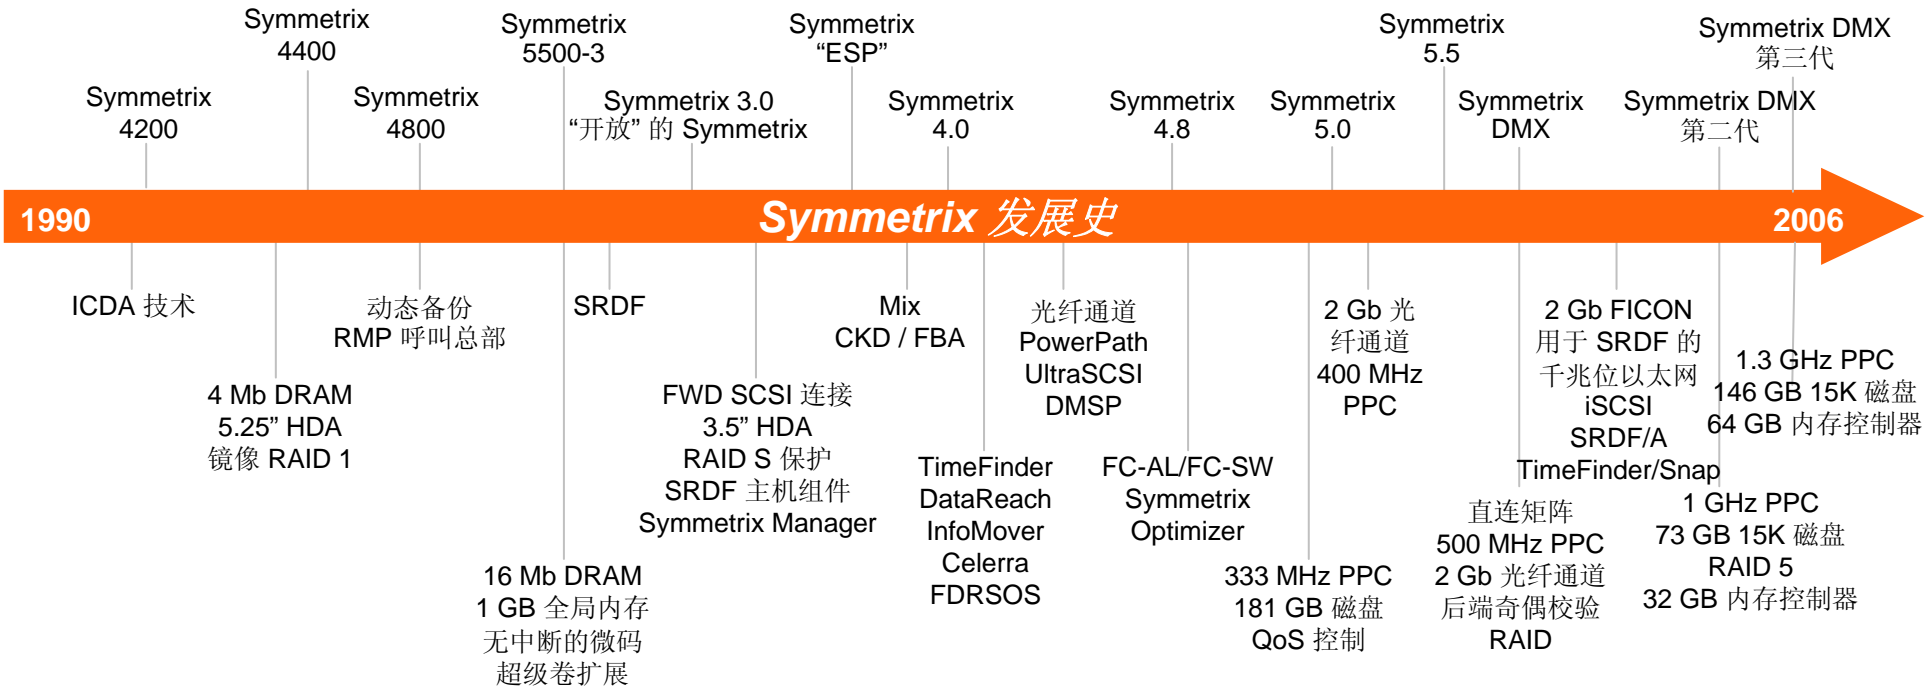 Symmetrix
4400
Symmetrix
5500-3
Symmetrix
“ESP”
Symmetrix
5.5
Symmetrix DMX
第三代
Symmetrix
4200
Symmetrix
4800
Symmetrix 3.0
“开放” 的 Symmetrix
Symmetrix
4.0
Symmetrix
4.8
Symmetrix
5.0
Symmetrix
DMX
Symmetrix DMX
第二代
1990
Symmetrix 发展史
2006
ICDA 技术
4 Mb DRAM
5.25” HDA
镜像 RAID 1
动态备份
RMP 呼叫总部
16 Mb DRAM
1 GB 全局内存
无中断的微码
超级卷扩展
SRDF
FWD SCSI 连接
3.5” HDA
RAID S 保护
SRDF 主机组件
Symmetrix Manager
Mix
CKD / FBA
TimeFinder
DataReach
InfoMover
Celerra
FDRSOS
光纤通道
PowerPath
UltraSCSI
DMSP
FC-AL/FC-SW
Symmetrix
Optimizer
333 MHz PPC
181 GB 磁盘
QoS 控制
2 Gb 光
纤通道
400 MHz
PPC
直连矩阵
500 MHz PPC
2 Gb 光纤通道
后端奇偶校验
RAID
2 Gb FICON
用于 SRDF 的
千兆位以太网
iSCSI
SRDF/A
TimeFinder/Snap
1 GHz PPC
73 GB 15K 磁盘
RAID 5
32 GB 内存控制器
1.3 GHz PPC
146 GB 15K 磁盘
64 GB 内存控制器